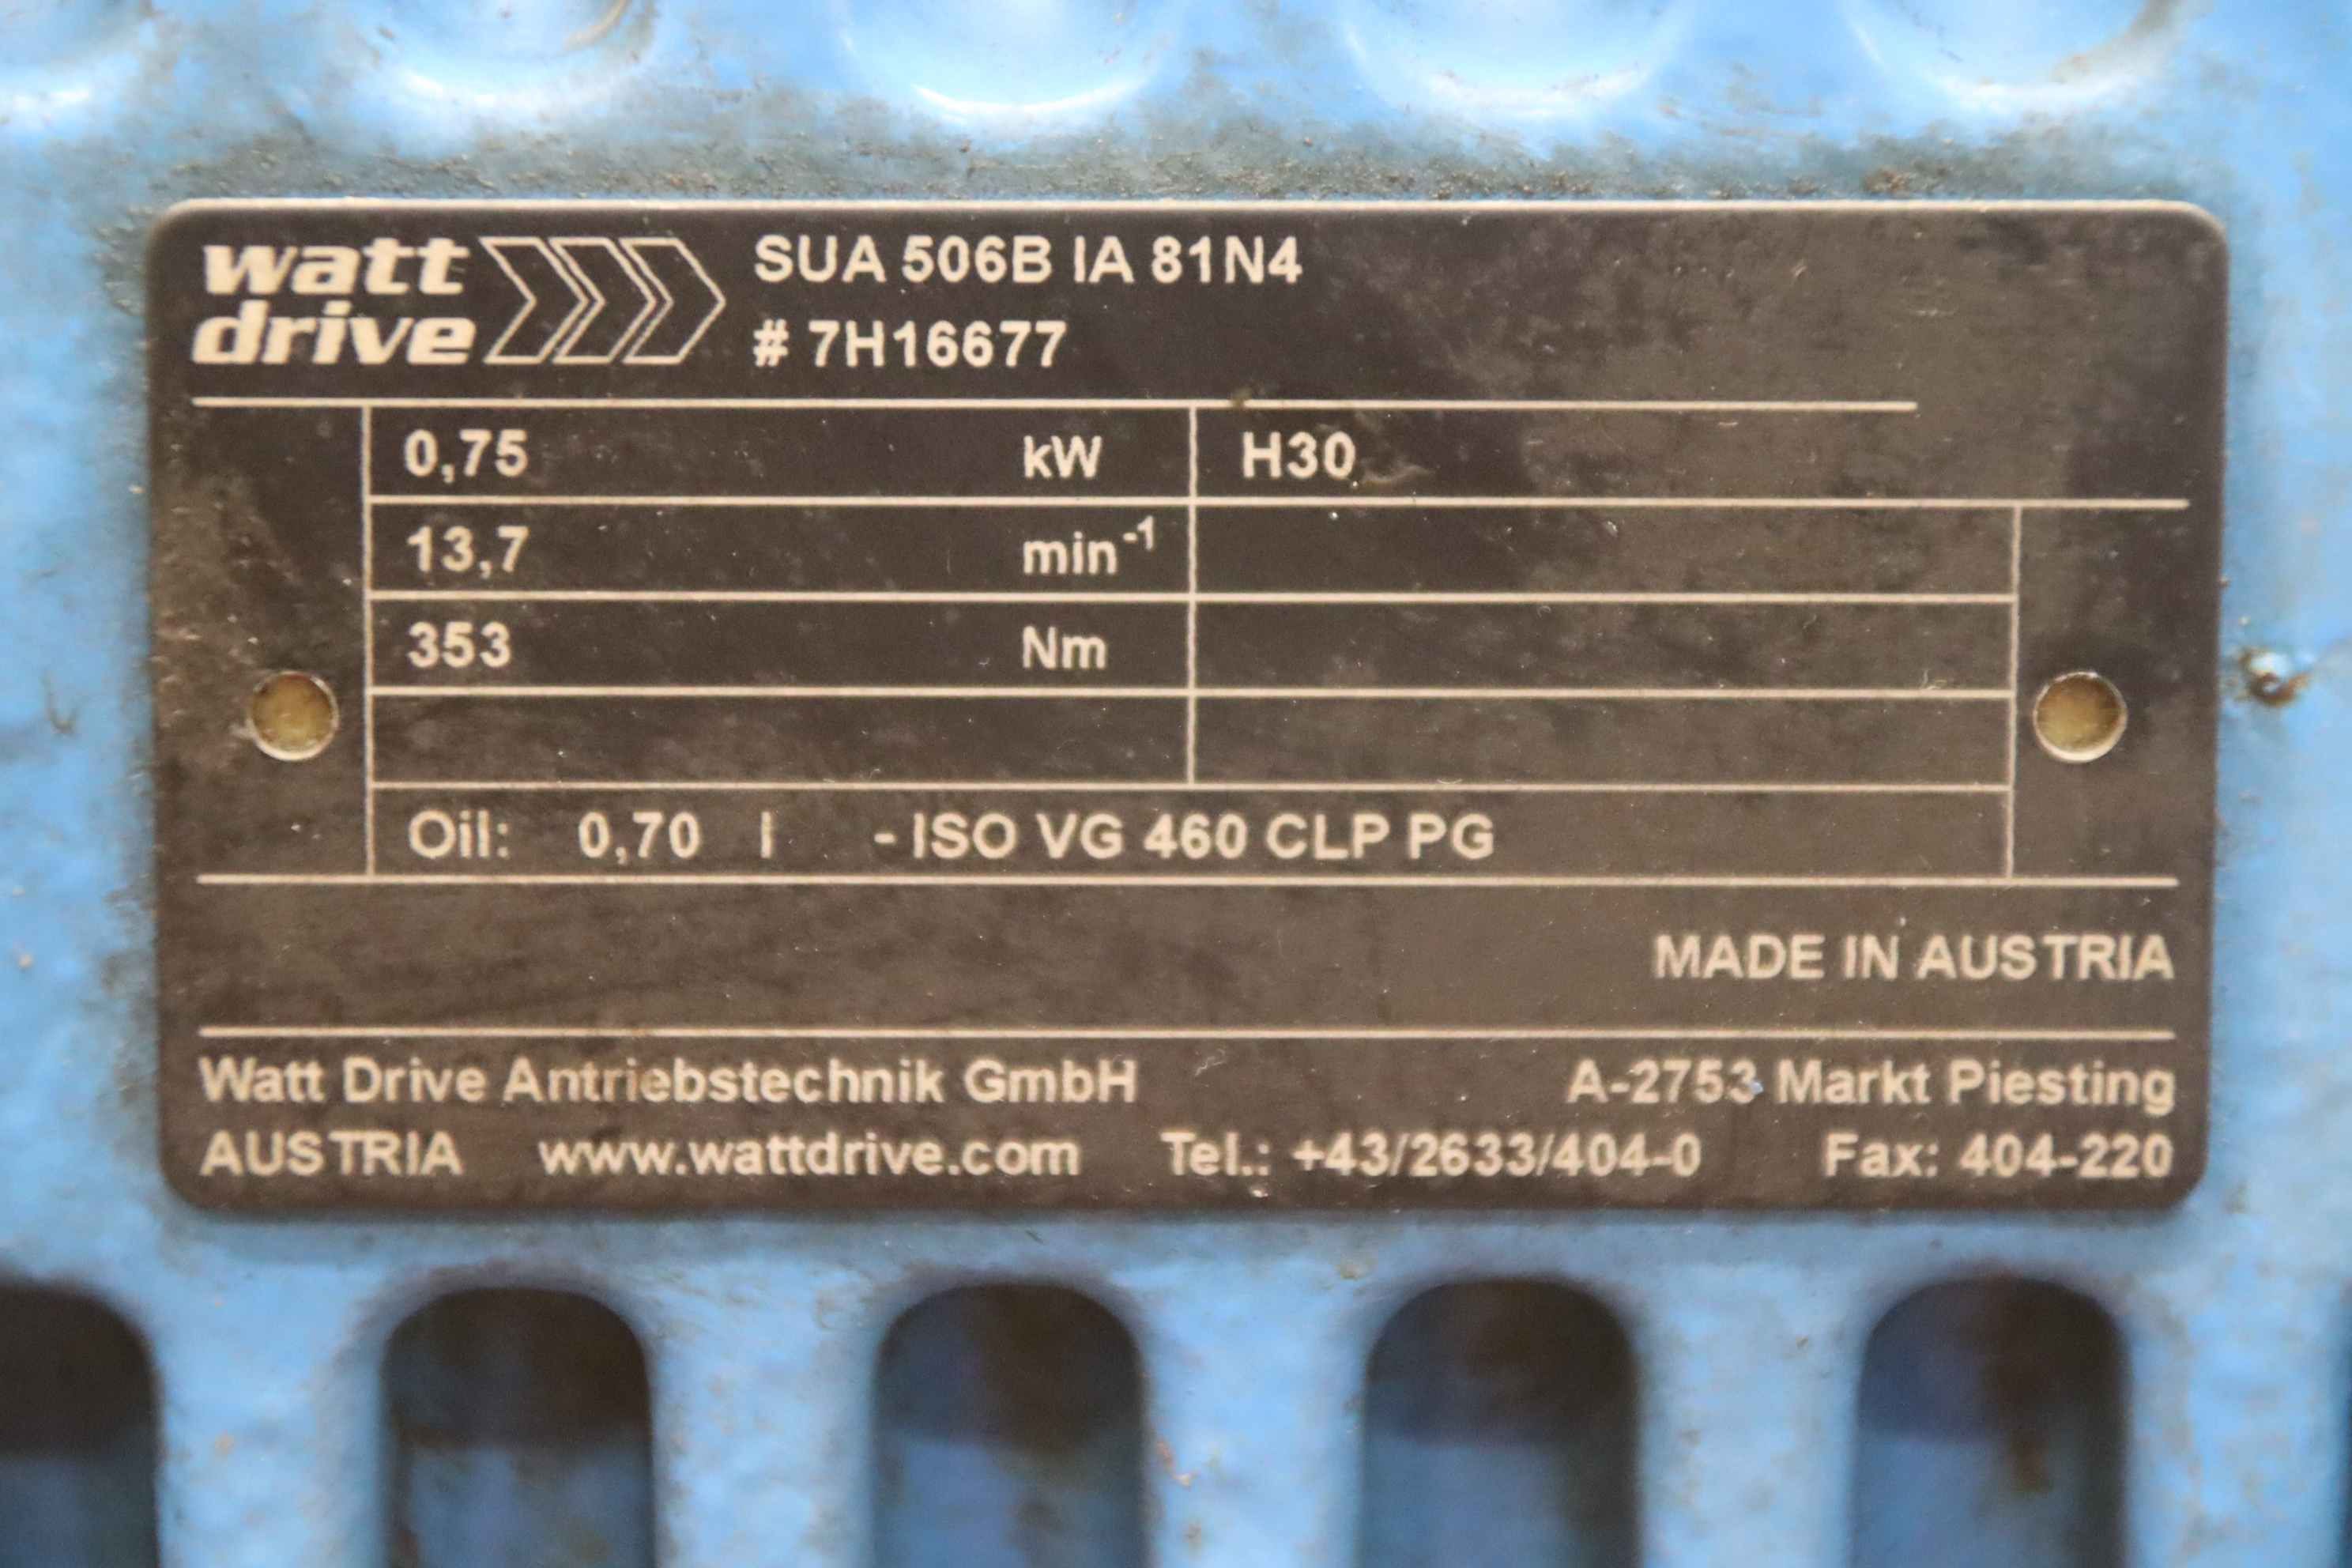 watt drive SUA 506B IA 81N4
# 7H16677
0,75 kW H30
13,7 min⁻¹
353 Nm
Oil: 0,70 l - ISO VG 460 CLP PG
MADE IN AUSTRIA
Watt Drive Antriebstechnik GmbH A-2753 Markt Piesting
AUSTRIA www.wattdrive.com Tel.: +43/2633/404-0 Fax: 404-220